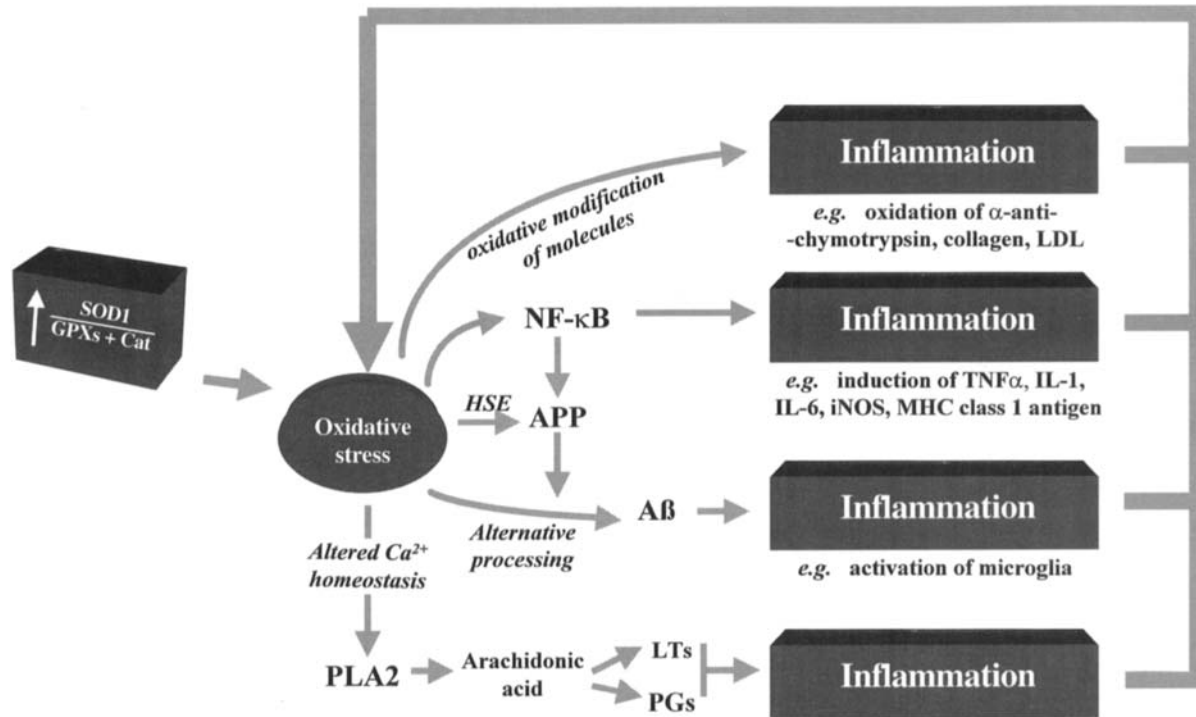 Inflammation
e.g. oxidation of α-anti-
-chymotrypsin, collagen, LDL
oxidative modification
of molecules
SOD1
GPXs + Cat
NF-κB
Inflammation
e.g. induction of TNFα, IL-1,
IL-6, iNOS, MHC class 1 antigen
HSE
APP
Oxidative
stress
Alternative
processing
Aß
Inflammation
e.g. activation of microglia
Altered Ca²⁺
homeostasis
PLA2
Arachidonic
acid
LTs
PGs
Inflammation